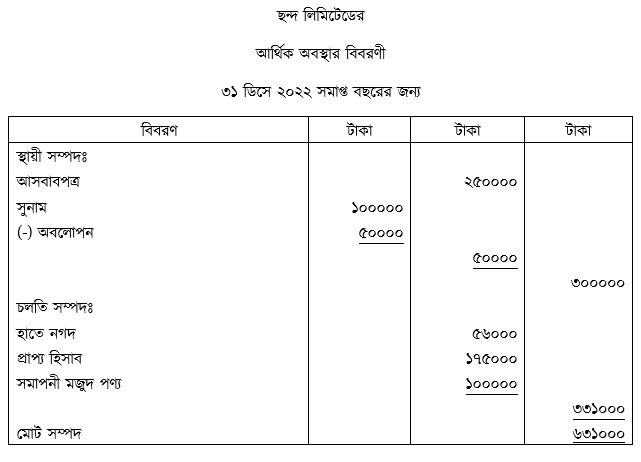 ছন্দ লিমিটেডের
আর্থিক অবস্থার বিবরণী
৩১ ডিসে ২০২২ সমাপ্ত বছরের জন্য
বিবরণ টাকা টাকা টাকা
স্থায়ী সম্পদঃ
আসবাবপত্র ২৫০০০০
সুনাম ১০০০০০
(-) অবলোপন ৫০০০০
৫০০০০
৩০০০০০
চলতি সম্পদঃ
হাতে নগদ ৫৬০০০
প্রাপ্য হিসাব ১৭৫০০০
সমাপনী মজুদ পণ্য ১০০০০০
৩৩১০০০
মোট সম্পদ ৬৩১০০০